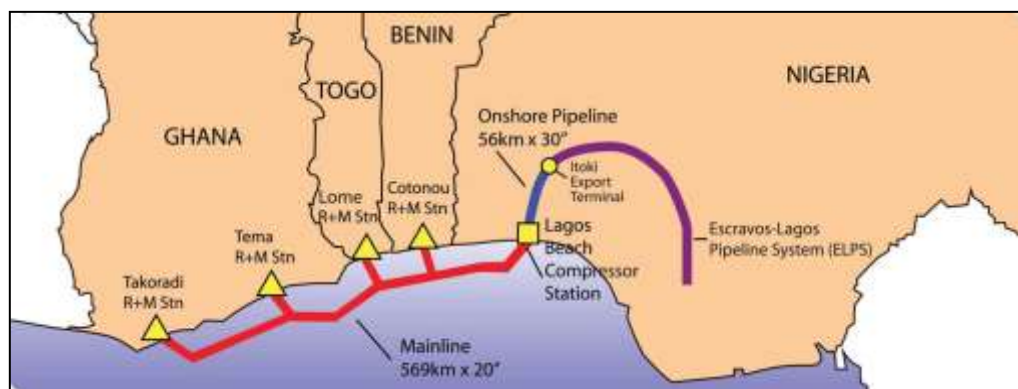 BENIN
TOGO
NIGERIA
GHANA
Onshore Pipeline
56km x 30”
Itoki
Export
Terminal
Lome
R+M Stn
Cotonou
R+M Stn
Tema
R+M Stn
Lagos
Beach
Compressor
Station
Escravos-Lagos
Pipeline System (ELPS)
Takoradi
R+M Stn
Mainline
569km x 20”